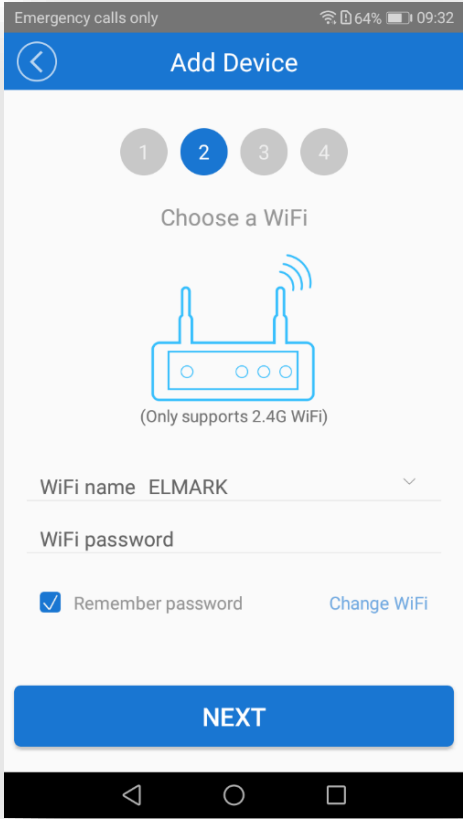 Emergency calls only 64% 09:32
Add Device
1 2 3 4
Choose a WiFi
(Only supports 2.4G WiFi)
WiFi name ELMARK
WiFi password
Remember password Change WiFi
NEXT